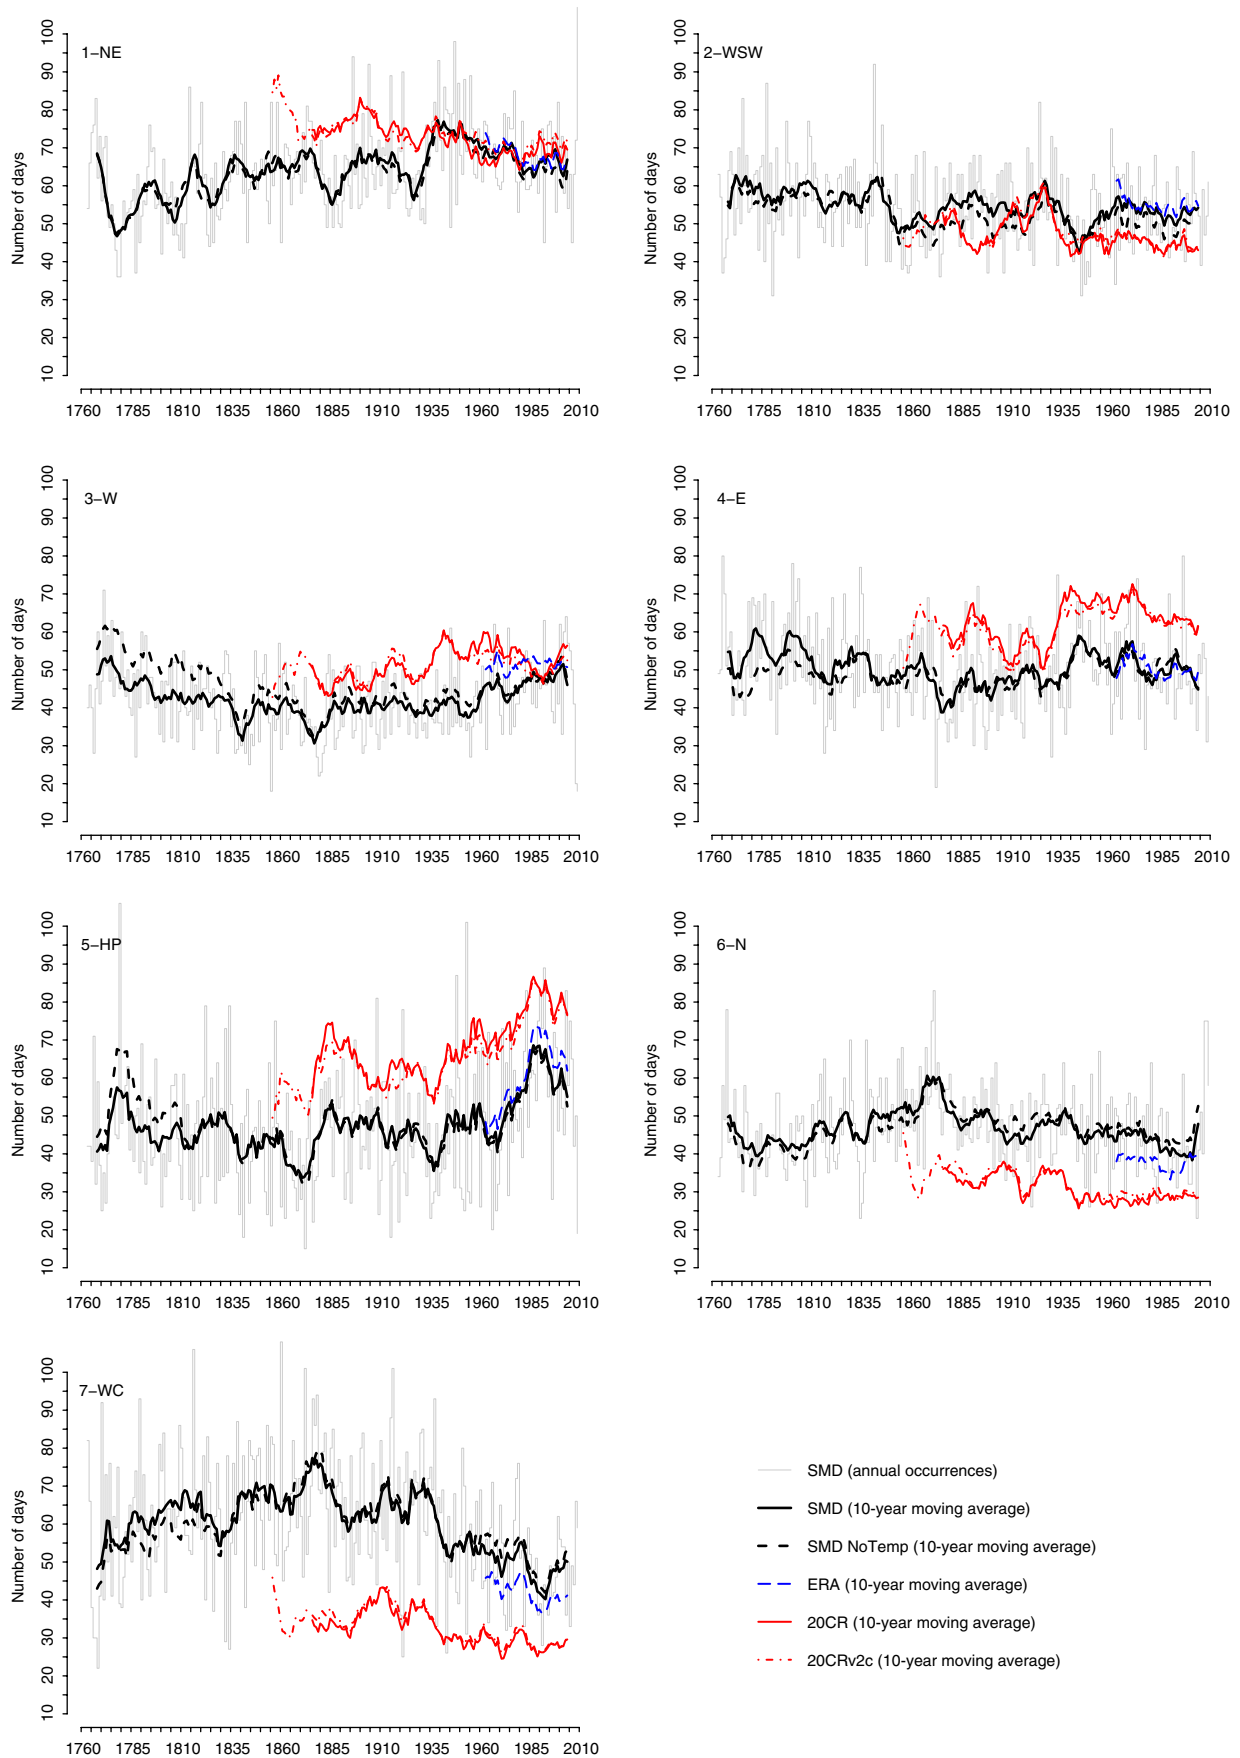 1−NE
Number of days
10 20 30 40 50 60 70 80 90 100
1760 1785 1810 1835 1860 1885 1910 1935 1960 1985 2010
2−WSW
Number of days
10 20 30 40 50 60 70 80 90 100
1760 1785 1810 1835 1860 1885 1910 1935 1960 1985 2010
3−W
Number of days
10 20 30 40 50 60 70 80 90 100
1760 1785 1810 1835 1860 1885 1910 1935 1960 1985 2010
4−E
Number of days
10 20 30 40 50 60 70 80 90 100
1760 1785 1810 1835 1860 1885 1910 1935 1960 1985 2010
5−HP
Number of days
10 20 30 40 50 60 70 80 90 100
1760 1785 1810 1835 1860 1885 1910 1935 1960 1985 2010
6−N
Number of days
10 20 30 40 50 60 70 80 90 100
1760 1785 1810 1835 1860 1885 1910 1935 1960 1985 2010
7−WC
Number of days
10 20 30 40 50 60 70 80 90 100
1760 1785 1810 1835 1860 1885 1910 1935 1960 1985 2010
SMD (annual occurrences)
SMD (10−year moving average)
SMD NoTemp (10−year moving average)
ERA (10−year moving average)
20CR (10−year moving average)
20CRv2c (10−year moving average)